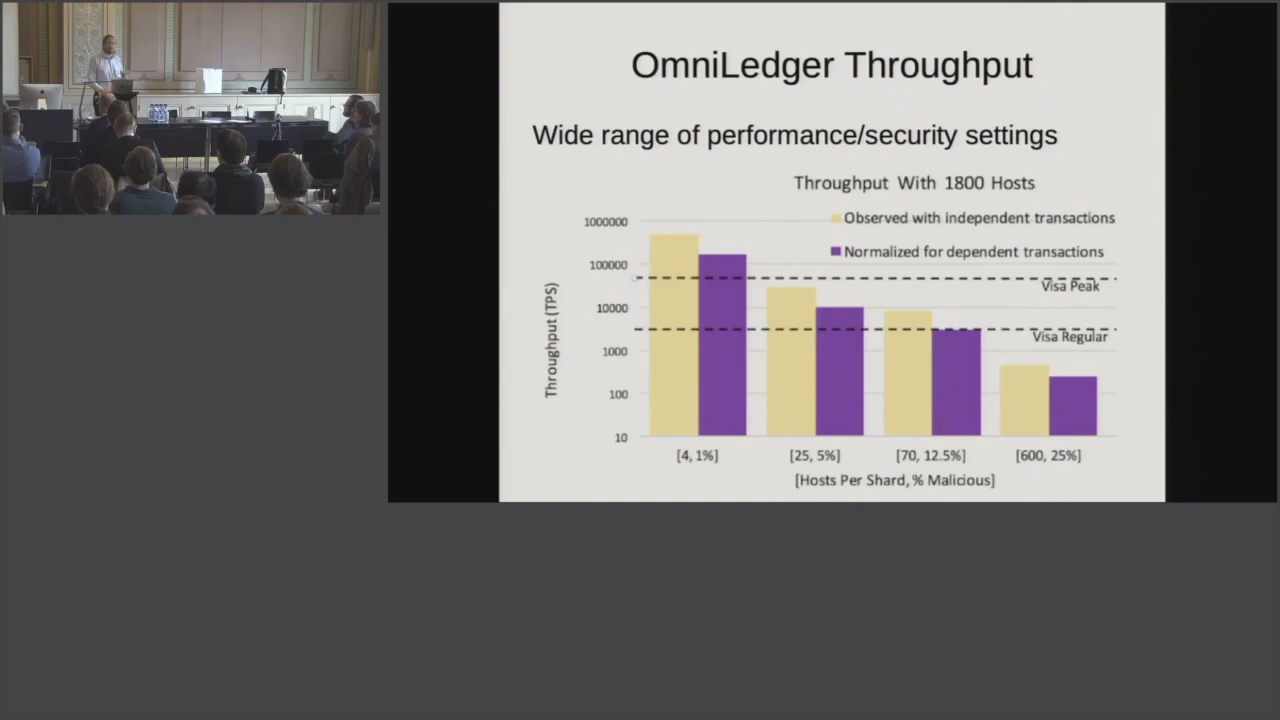 OmniLedger Throughput
Wide range of performance/security settings
Throughput With 1800 Hosts
Observed with independent transactions
Normalized for dependent transactions
1000000
100000
10000
1000
100
10
Throughput (TPS)
Visa Peak
Visa Regular
[4, 1%]
[25, 5%]
[70, 12.5%]
[600, 25%]
[Hosts Per Shard, % Malicious]